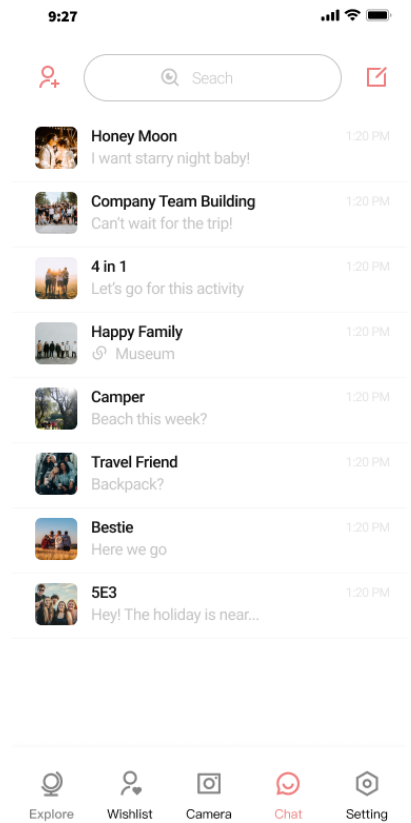 9:27
Seach
Honey Moon 1:20 PM
I want starry night baby!
Company Team Building 1:20 PM
Can't wait for the trip!
4 in 1 1:20 PM
Let's go for this activity
Happy Family 1:20 PM
Museum
Camper 1:20 PM
Beach this week?
Travel Friend 1:20 PM
Backpack?
Bestie 1:20 PM
Here we go
5E3 1:20 PM
Hey! The holiday is near...
Explore Wishlist Camera Chat Setting